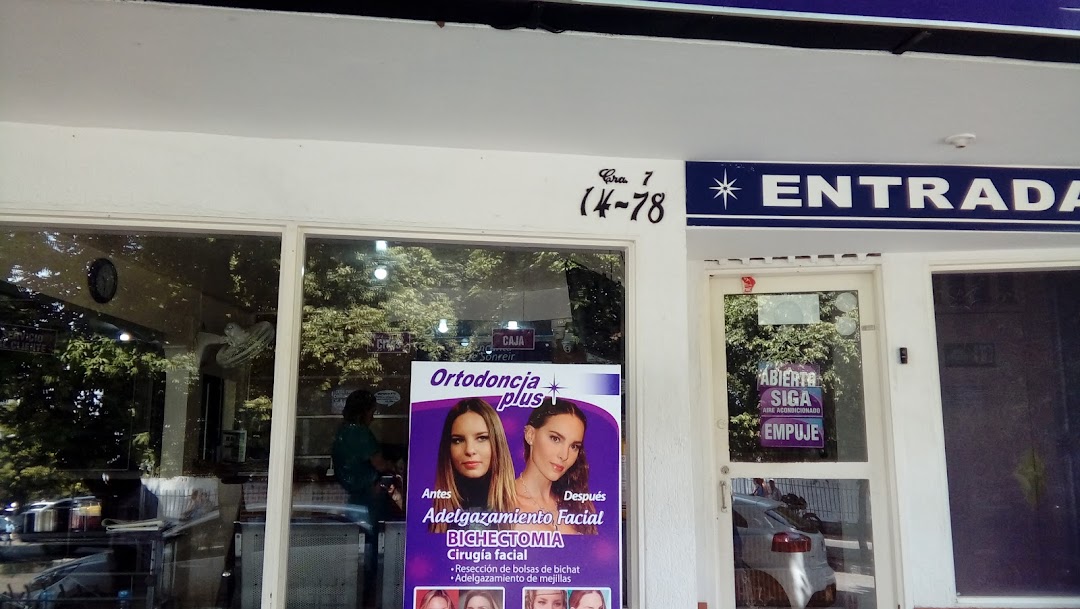 Cra. 7
14-78
ENTRADA
CAJA
Ortodoncia
plus
Antes
Después
Adelgazamiento Facial
BICHECTOMIA
Cirugía facial
• Resección de bolsas de bichat
• Adelgazamiento de mejillas
ABIERTO
SIGA
AIRE ACONDICIONADO
EMPUJE